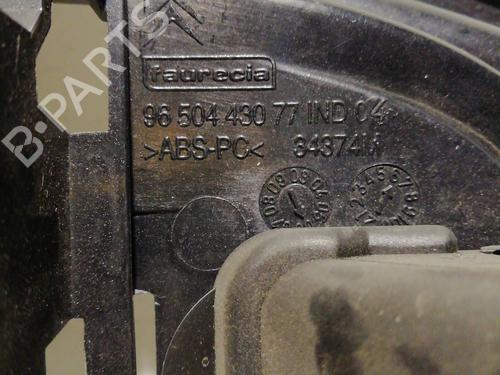 faurecia
96 504 430 77 IND 04
>ABS-PC< 34374M
B-PARTS